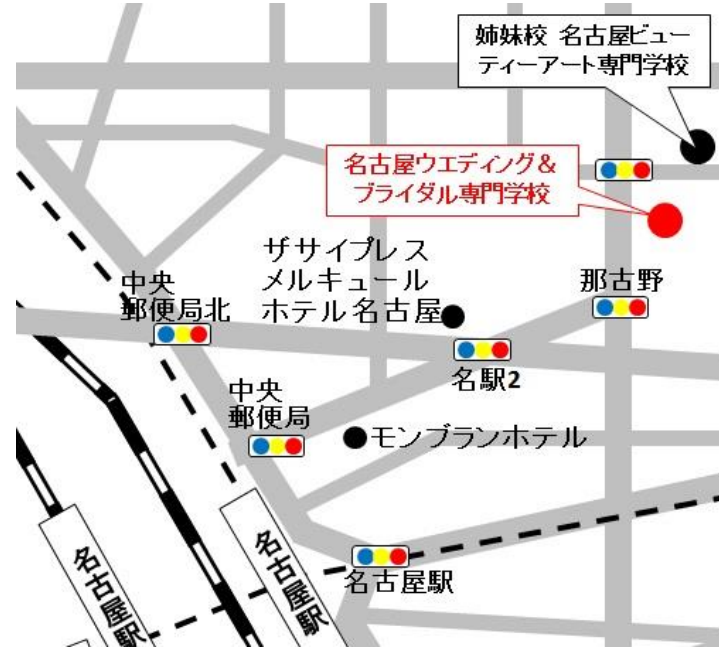 姉妹校 名古屋ビュー
ティーアート専門学校
名古屋ウエディング＆
ブライダル専門学校
ザサイプレス
メルキュール
ホテル名古屋
中央
郵便局北
那古野
名駅2
中央
郵便局
モンブランホテル
名古屋駅
名古屋駅
名古屋駅